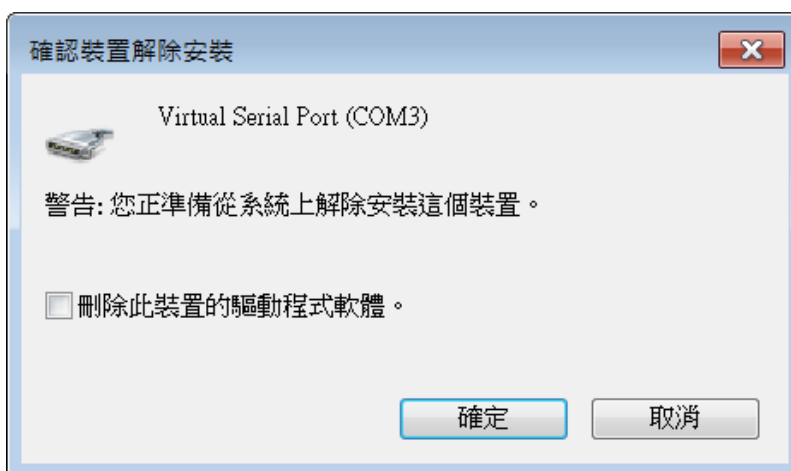 確認裝置解除安裝
Virtual Serial Port (COM3)
警告: 您正準備從系統上解除安裝這個裝置。
刪除此裝置的驅動程式軟體。
確定
取消